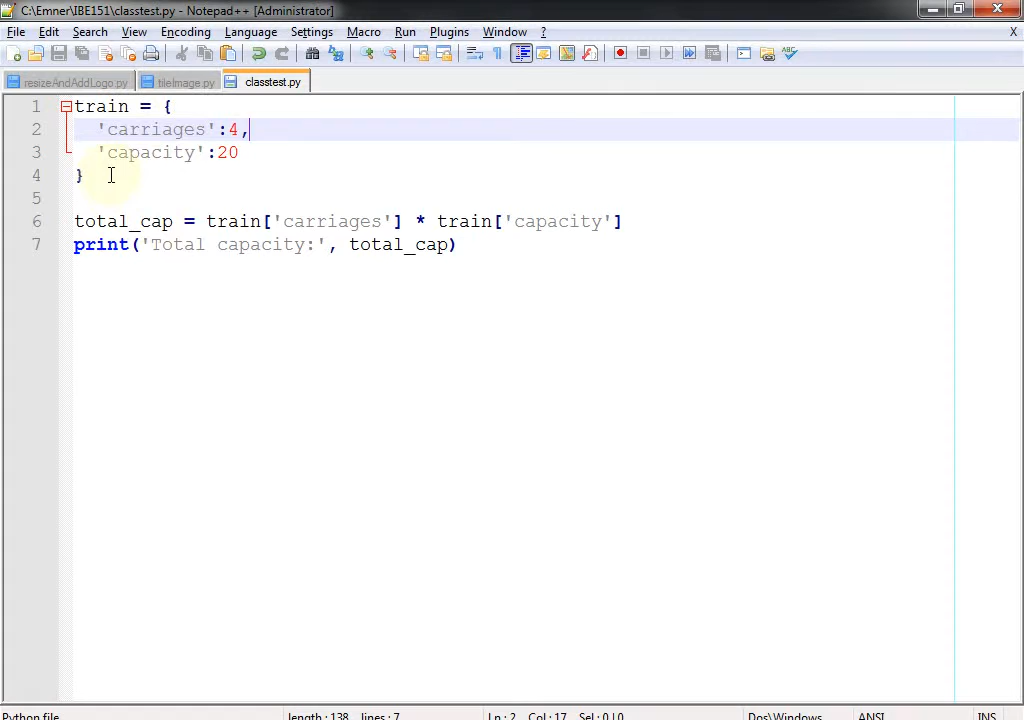 C:\Emner\IBE151\classtest.py - Notepad++ [Administrator]
File Edit Search View Encoding Language Settings Macro Run Plugins Window ? X
ABC
resizeAndAddLogo.py tileImage.py classtest.py
1 train = {
2 'carriages':4,
3 'capacity':20
4 }
5
6 total_cap = train['carriages'] * train['capacity']
7 print('Total capacity:', total_cap)
Python file length : 138 lines : 7 Ln : 2 Col : 17 Sel : 0 | 0 Dos\Windows ANSI INS